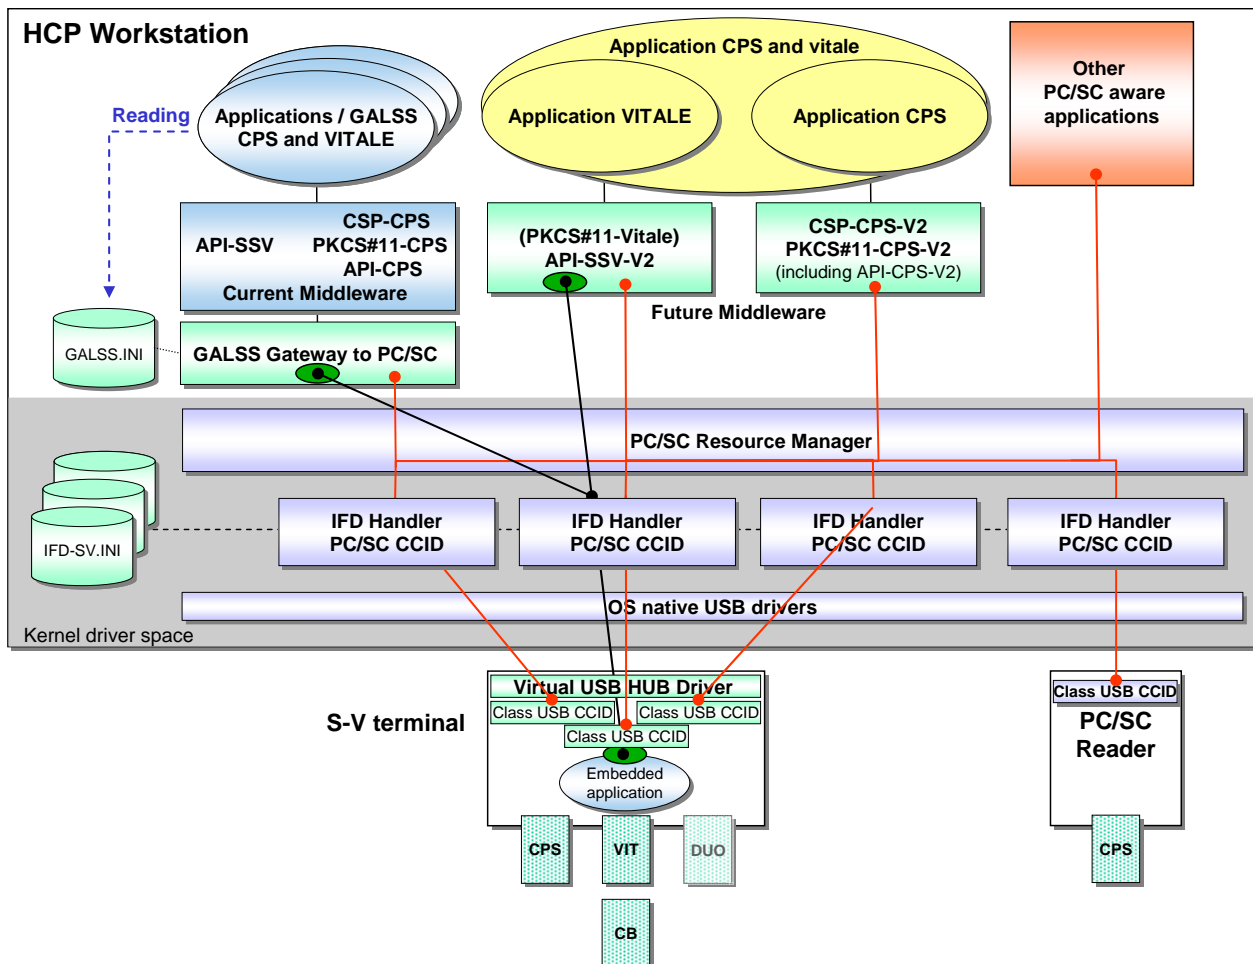 HCP Workstation
Reading
Applications / GALSS
CPS and VITALE
Application CPS and vitale
Application VITALE
Application CPS
Other
PC/SC aware
applications
API-SSV
CSP-CPS
PKCS#11-CPS
API-CPS
Current Middleware
(PKCS#11-Vitale)
API-SSV-V2
CSP-CPS-V2
PKCS#11-CPS-V2
(including API-CPS-V2)
Future Middleware
GALSS.INI
GALSS Gateway to PC/SC
PC/SC Resource Manager
IFD-SV.INI
IFD Handler
PC/SC CCID
IFD Handler
PC/SC CCID
IFD Handler
PC/SC CCID
IFD Handler
PC/SC CCID
OS native USB drivers
Kernel driver space
S-V terminal
Virtual USB HUB Driver
Class USB CCID
Class USB CCID
Class USB CCID
Embedded
application
Class USB CCID
PC/SC
Reader
CPS
VIT
DUO
CPS
CB